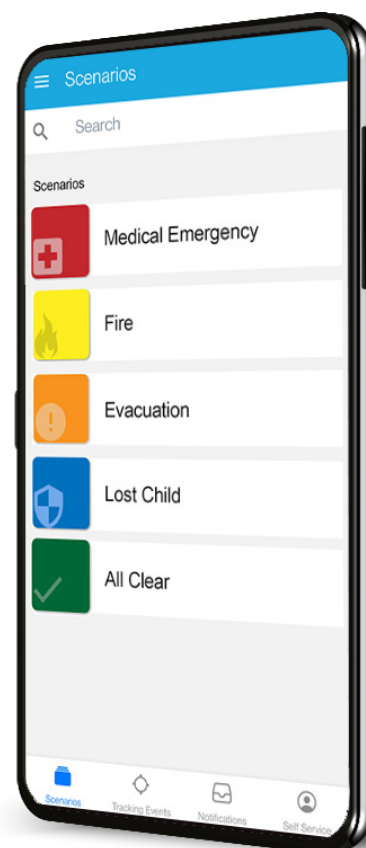 Scenarios
Search
Scenarios
Medical Emergency
Fire
Evacuation
Lost Child
All Clear
Scenarios
Tracking Events
Notifications
Self Service